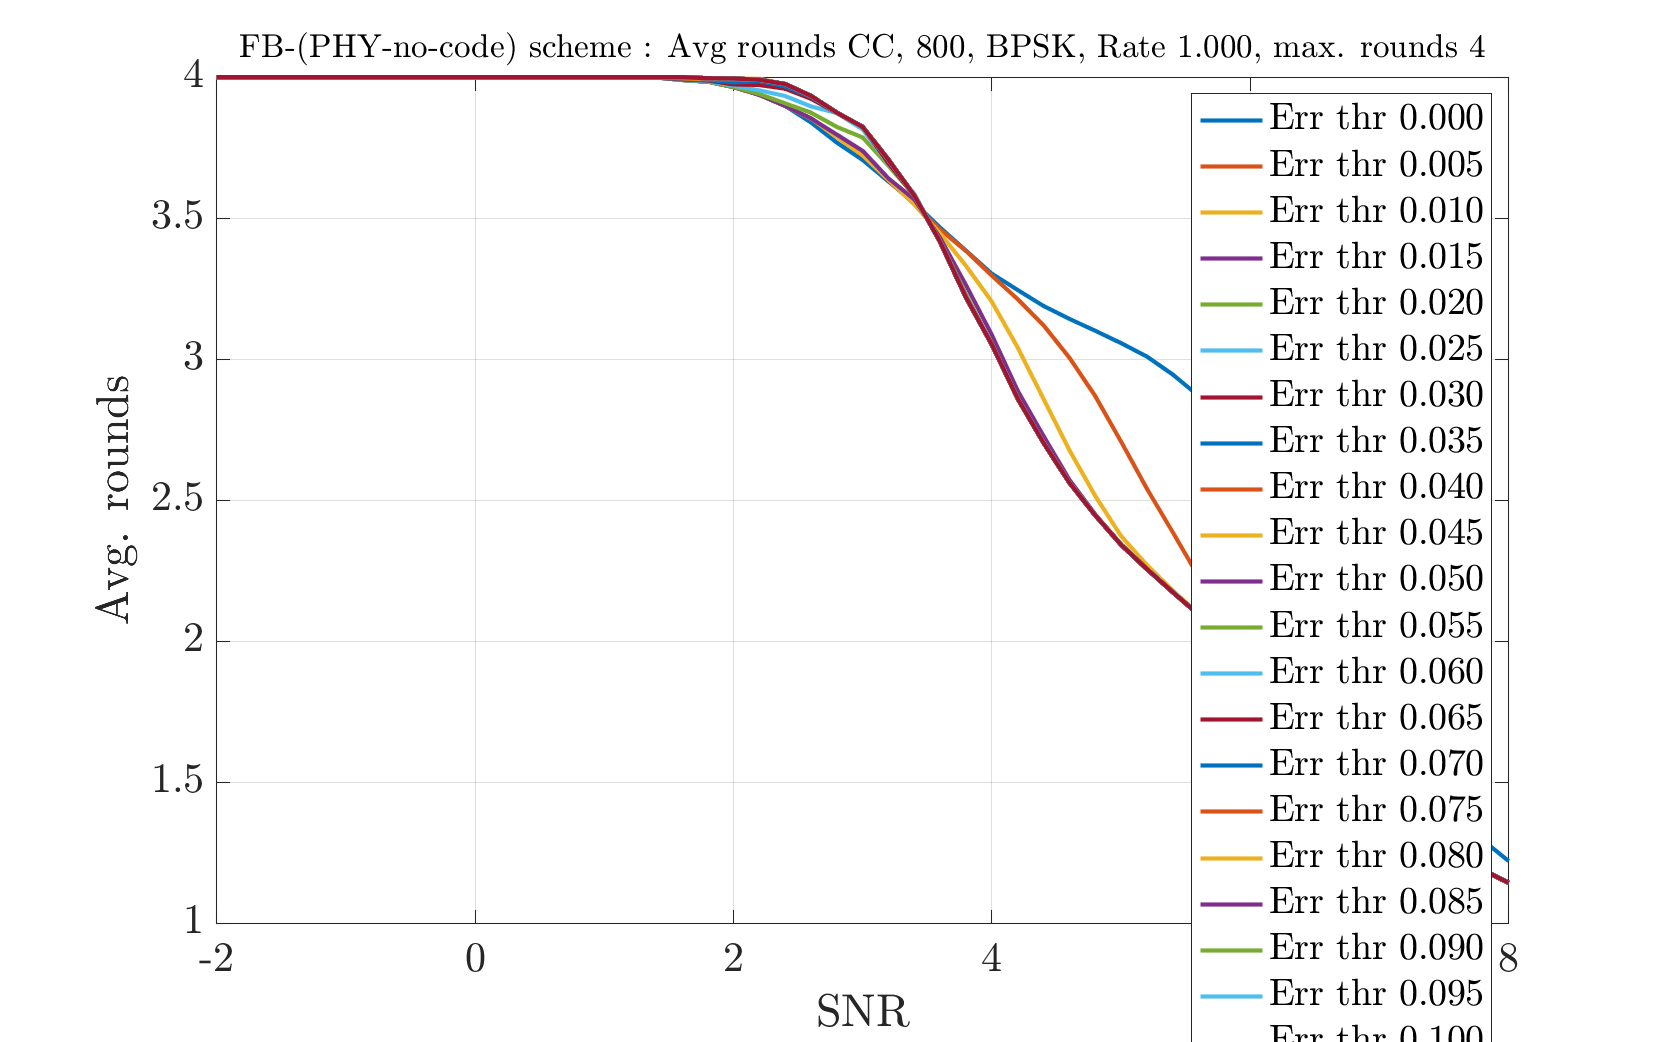 FB-(PHY-no-code) scheme : Avg rounds CC, 800, BPSK, Rate 1.000, max. rounds 4
4
3.5
3
2.5
2
1.5
1
Avg. rounds
-2
0
2
4
8
SNR
Err thr 0.000
Err thr 0.005
Err thr 0.010
Err thr 0.015
Err thr 0.020
Err thr 0.025
Err thr 0.030
Err thr 0.035
Err thr 0.040
Err thr 0.045
Err thr 0.050
Err thr 0.055
Err thr 0.060
Err thr 0.065
Err thr 0.070
Err thr 0.075
Err thr 0.080
Err thr 0.085
Err thr 0.090
Err thr 0.095
Err thr 0.100